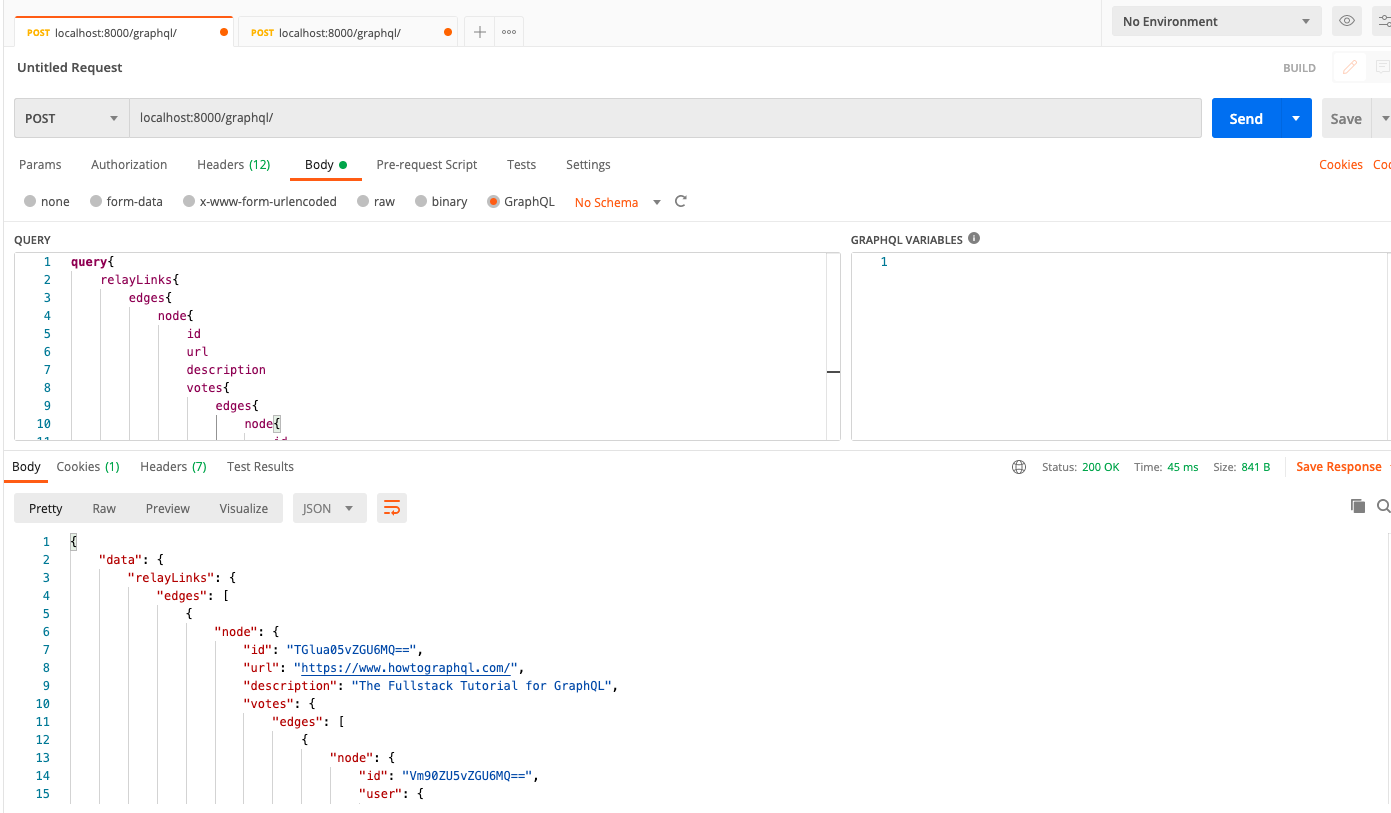 POST localhost:8000/graphql/ POST localhost:8000/graphql/ No Environment
Untitled Request BUILD
POST localhost:8000/graphql/ Send Save
Params Authorization Headers (12) Body Pre-request Script Tests Settings Cookies
none form-data x-www-form-urlencoded raw binary GraphQL No Schema
QUERY GRAPHQL VARIABLES
1 query{ 1
2 relayLinks{
3 edges{
4 node{
5 id
6 url
7 description
8 votes{
9 edges{
10 node{
11 id
Body Cookies (1) Headers (7) Test Results Status: 200 OK Time: 45 ms Size: 841 B Save Response
Pretty Raw Preview Visualize JSON
1 {
2 "data": {
3 "relayLinks": {
4 "edges": [
5 {
6 "node": {
7 "id": "TGlua05vZGU6MQ==",
8 "url": "https://www.howtographql.com/",
9 "description": "The Fullstack Tutorial for GraphQL",
10 "votes": {
11 "edges": [
12 {
13 "node": {
14 "id": "Vm90ZU5vZGU6MQ==",
15 "user": {